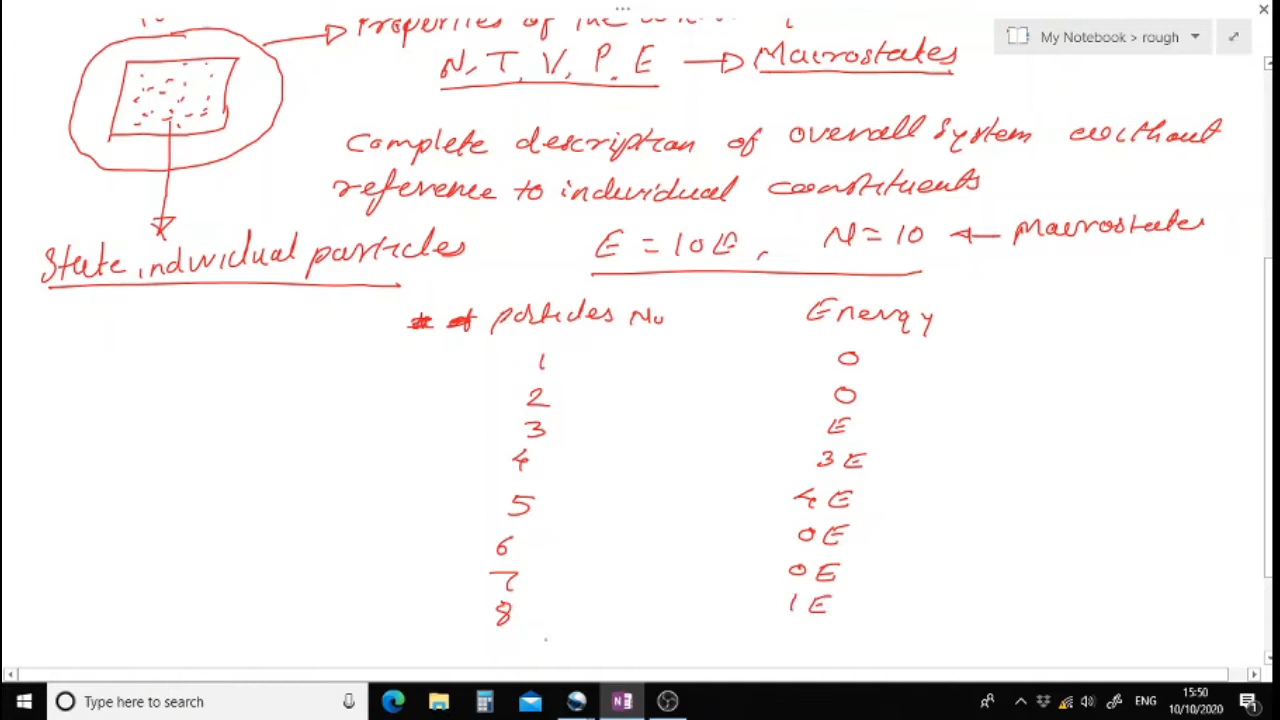 Properties of the
My Notebook > rough
N, T, V, P, E → Macrostates
Complete description of overall system without
reference to individual constituents
State individual particles
E = 10E, N = 10 ← Macrostates
particles No Energy
1 0
2 0
3 E
4 3E
5 4E
6 0E
7 0E
8 1E
Type here to search
ENG
15:50
10/10/2020